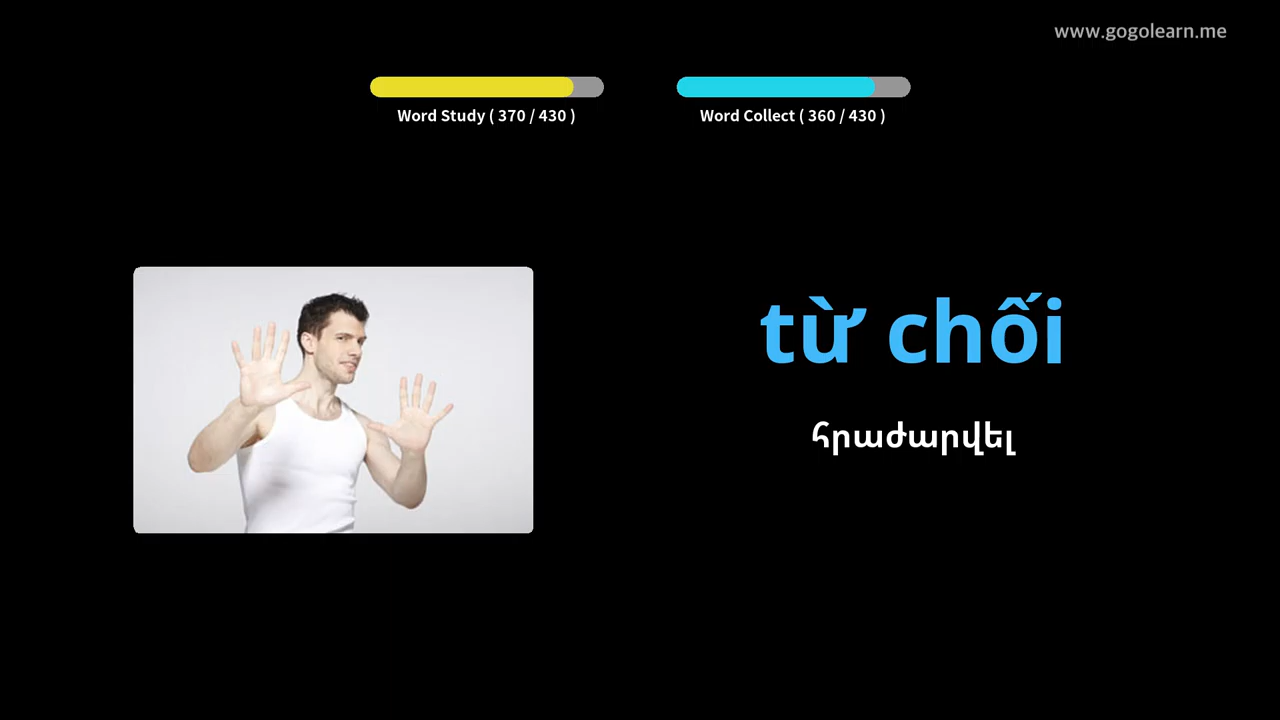 www.gogolearn.me
Word Study ( 370 / 430 )
Word Collect ( 360 / 430 )
từ chối
հրաժարվել